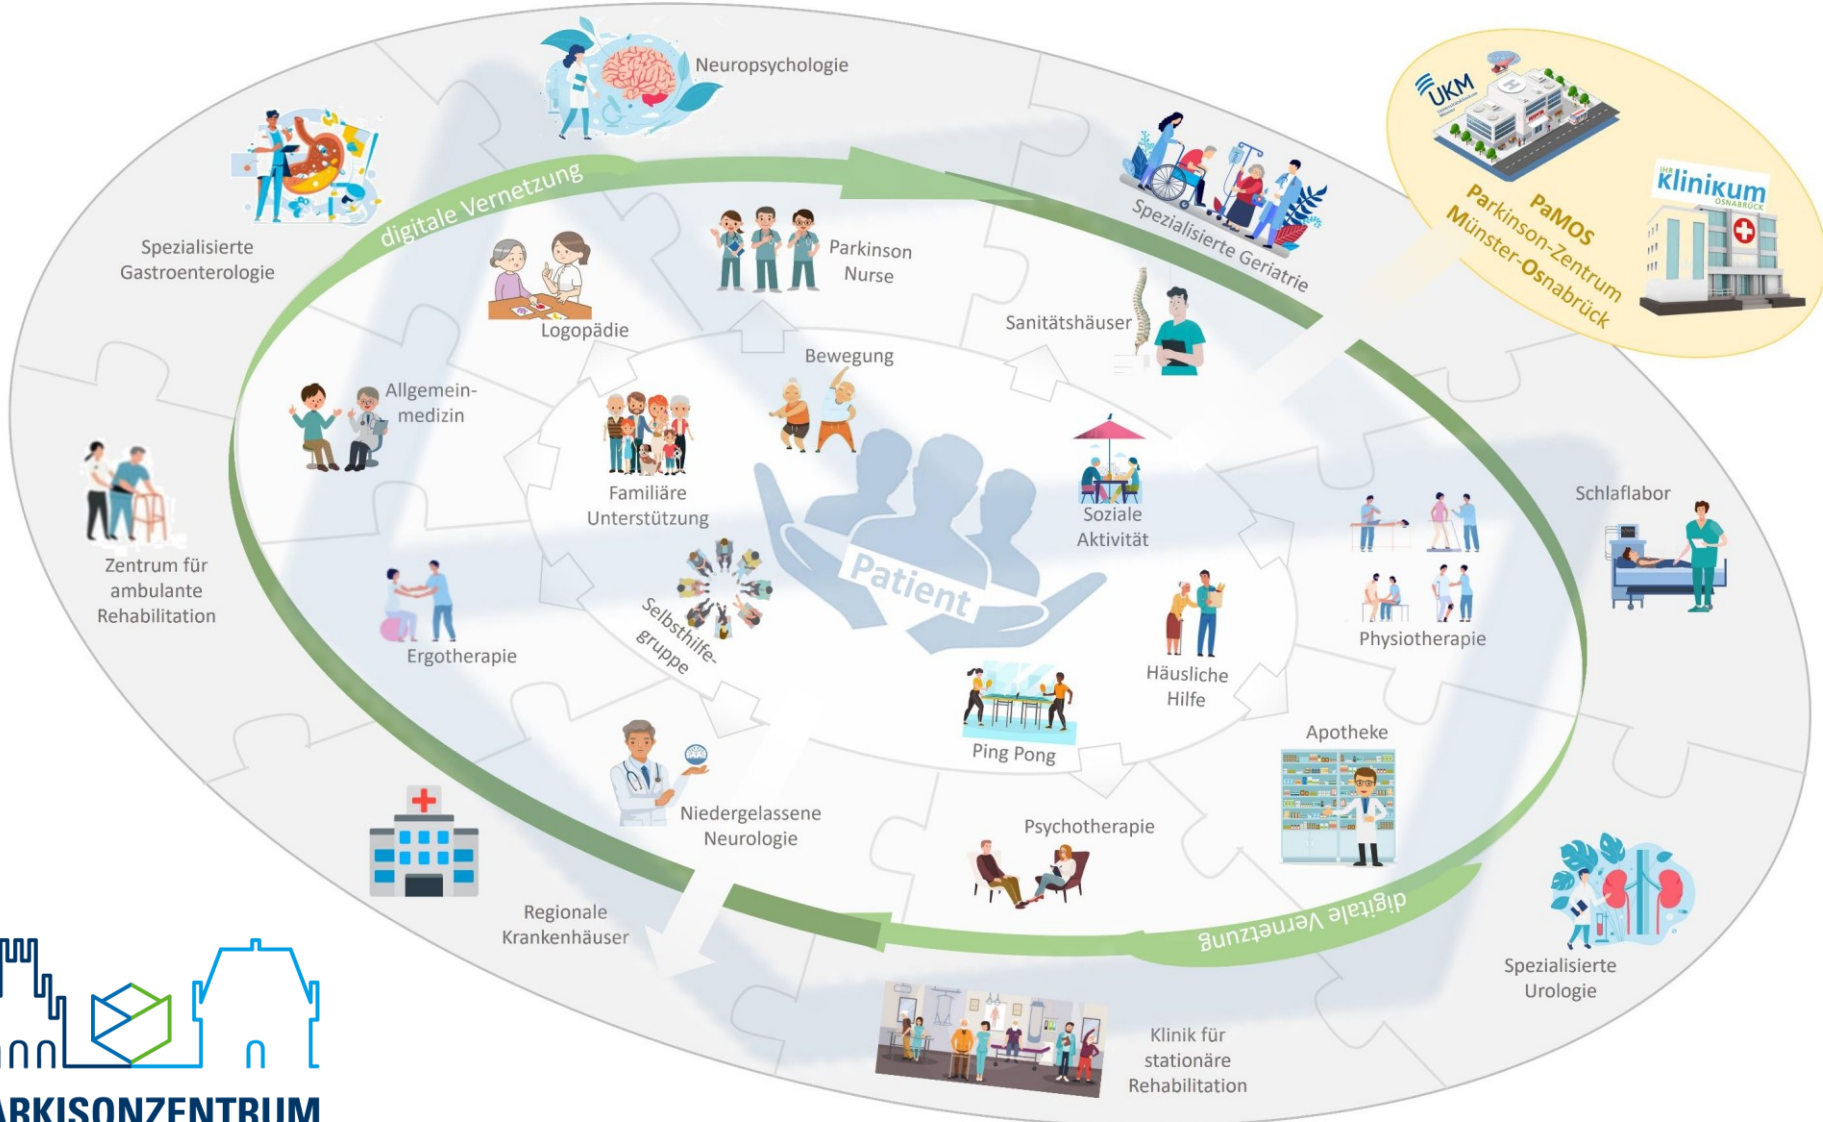 Neuropsychologie
Spezialisierte
Gastroenterologie
digitale Vernetzung
Logopädie
Parkinson
Nurse
Spezialisierte Geriatrie
Sanitätshäuser
UKM
IHR
klinikum
OSNABRÜCK
PaMOS
Parkinson-Zentrum
Münster-Osnabrück
Allgemein-
medizin
Bewegung
Familiäre
Unterstützung
Soziale
Aktivität
Schlaflabor
Zentrum für
ambulante
Rehabilitation
Ergotherapie
Selbsthilfe-
gruppe
Patient
Häusliche
Hilfe
Physiotherapie
Ping Pong
Apotheke
Niedergelassene
Neurologie
Psychotherapie
Regionale
Krankenhäuser
digitale Vernetzung
Spezialisierte
Urologie
Klinik für
stationäre
Rehabilitation
ARKISONZENTRUM